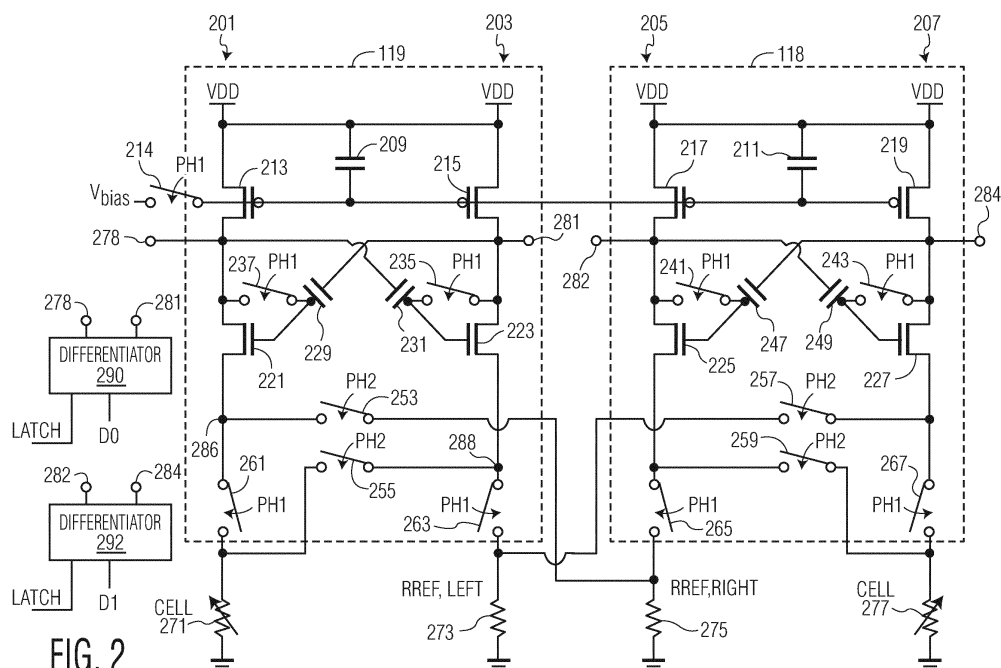 201
203
205
207
119
118
VDD
VDD
VDD
VDD
214
PH1
213
209
215
217
211
219
Vbias
284
278
281
282
237
PH1
235
PH1
241
PH1
243
PH1
229
231
223
247
249
221
225
227
278
281
DIFFERENTIATOR
290
LATCH
D0
PH2
253
257
PH2
286
PH2
255
288
259
PH2
282
284
261
PH1
PH1
263
PH1
265
267
PH1
DIFFERENTIATOR
292
LATCH
D1
CELL
271
RREF, LEFT
273
RREF,RIGHT
275
CELL
277
FIG. 2